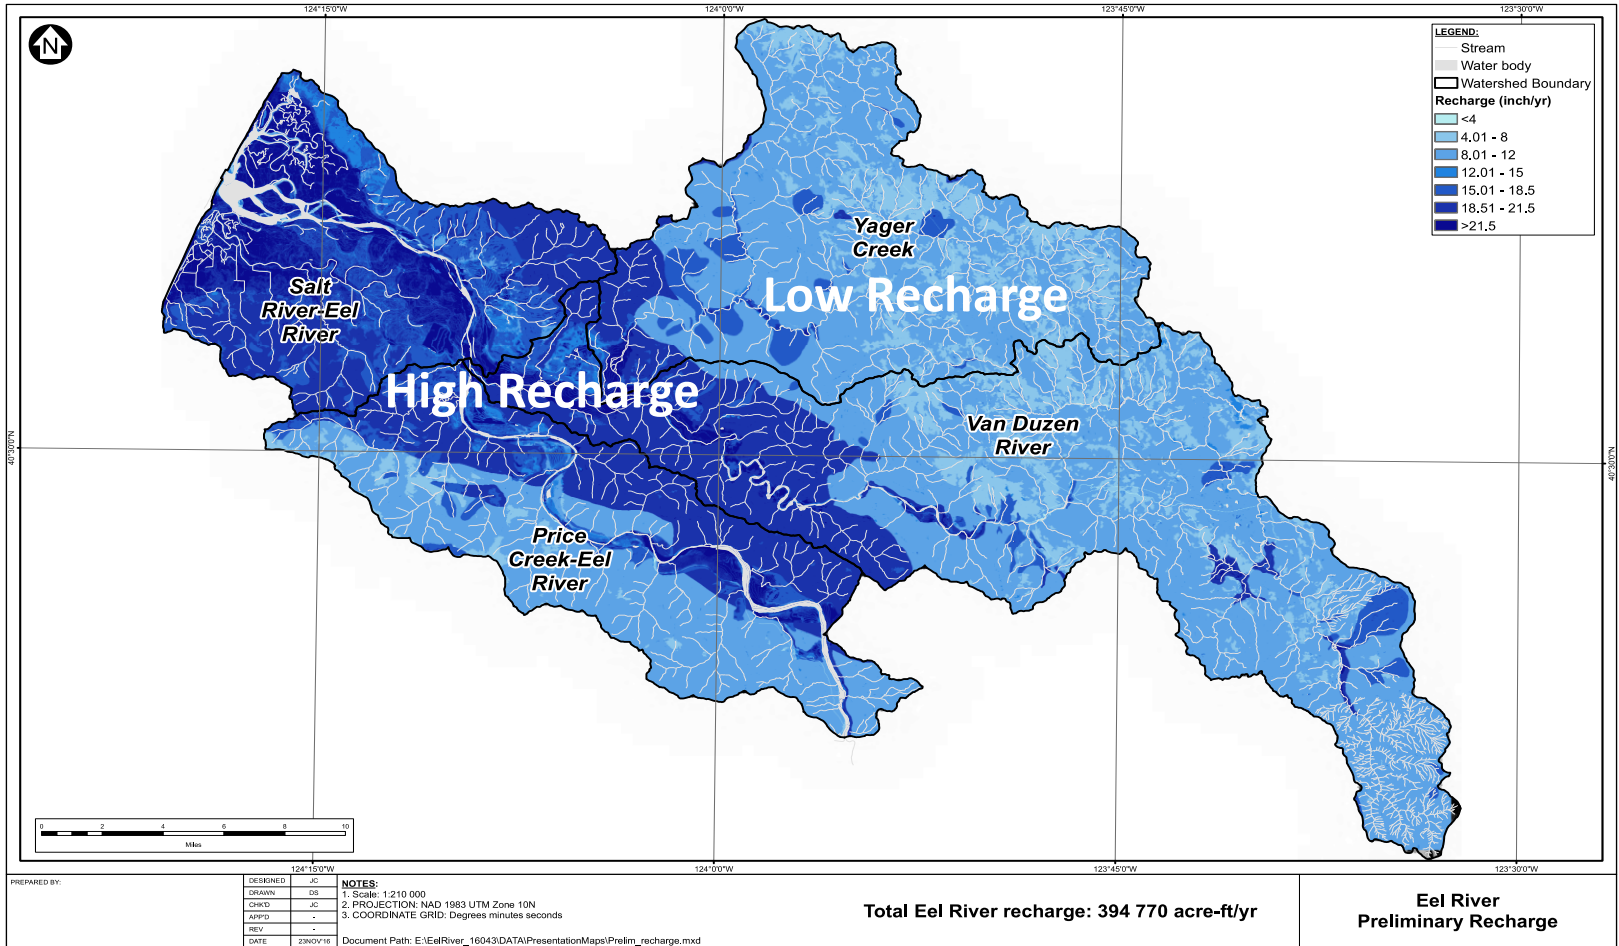 124°15'0"W
124°0'0"W
123°45'0"W
123°30'0"W
N
LEGEND:
Stream
Water body
Watershed Boundary
Recharge (inch/yr)
<4
4.01 - 8
8.01 - 12
12.01 - 15
15.01 - 18.5
18.51 - 21.5
>21.5
Yager
Creek
Low Recharge
Salt
River-Eel
River
High Recharge
Van Duzen
River
Price
Creek-Eel
River
40°30'0"N
40°30'0"N
0 2 4 6 8 10
Miles
124°15'0"W
124°0'0"W
123°45'0"W
123°30'0"W
PREPARED BY:
DESIGNED JC
DRAWN DS
CHK'D JC
APP'D -
REV -
DATE 23NOV'16
NOTES:
1. Scale: 1:210 000
2. PROJECTION: NAD 1983 UTM Zone 10N
3. COORDINATE GRID: Degrees minutes seconds
Document Path: E:\EelRiver_16043\DATA\PresentationMaps\Prelim_recharge.mxd
Total Eel River recharge: 394 770 acre-ft/yr
Eel River
Preliminary Recharge